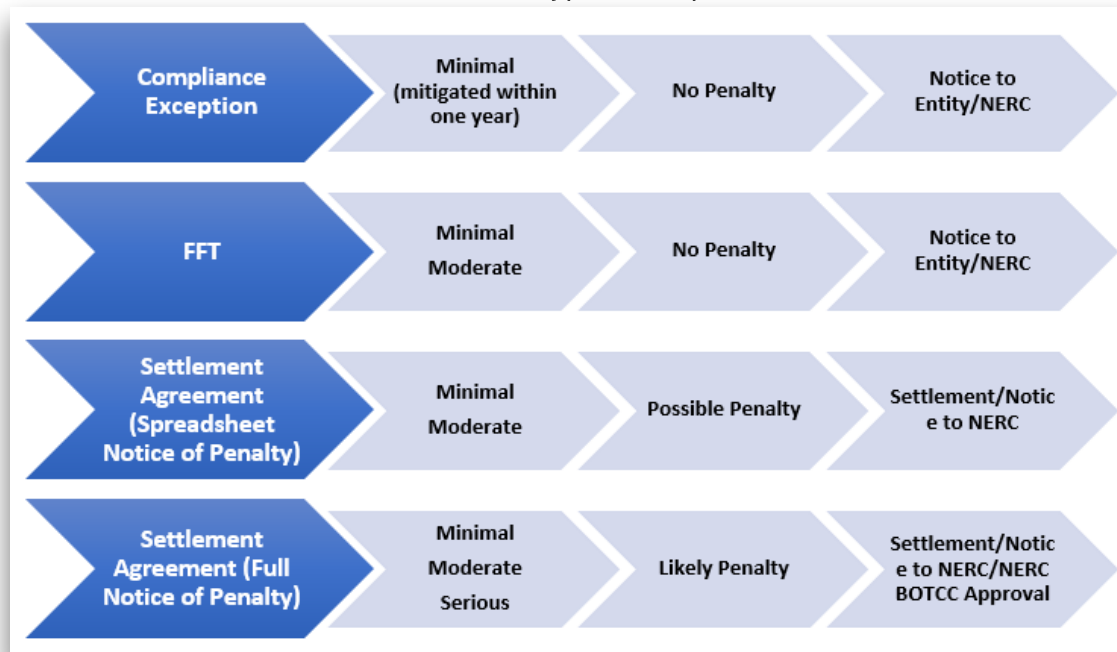 Compliance
Exception
Minimal
(mitigated within
one year)
No Penalty
Notice to
Entity/NERC
FFT
Minimal
Moderate
No Penalty
Notice to
Entity/NERC
Settlement
Agreement
(Spreadsheet
Notice of Penalty)
Minimal
Moderate
Possible Penalty
Settlement/Notic
e to NERC
Settlement
Agreement (Full
Notice of Penalty)
Minimal
Moderate
Serious
Likely Penalty
Settlement/Notic
e to NERC/NERC
BOTCC Approval